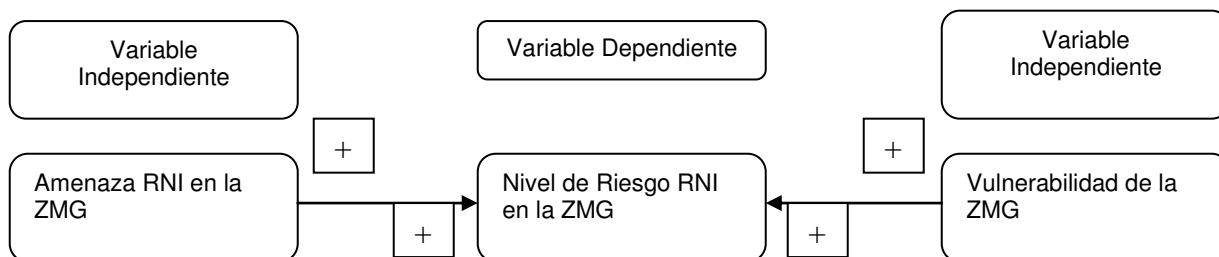 Variable
Independiente
Variable Dependiente
Variable
Independiente
+
+
Amenaza RNI en la
ZMG
Nivel de Riesgo RNI
en la ZMG
Vulnerabilidad de la
ZMG
+
+